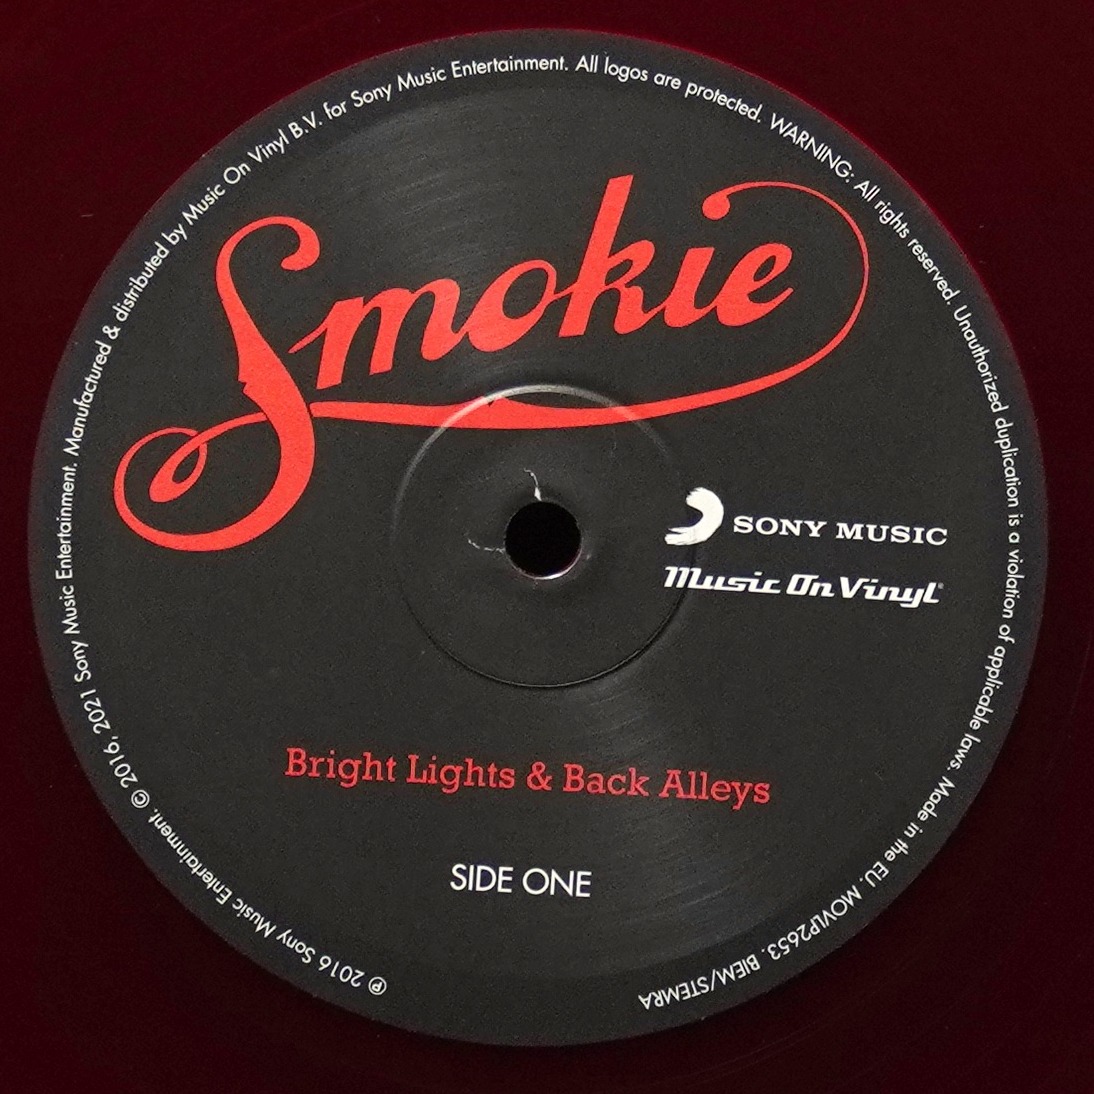 Smokie
SONY MUSIC
Music On Vinyl®
Bright Lights & Back Alleys
SIDE ONE
℗ 2016 Sony Music Entertainment. © 2016, 2021 Sony Music Entertainment. Manufactured & distributed by Music On Vinyl B.V. for Sony Music Entertainment. All logos are protected. WARNING: All rights reserved. Unauthorized duplication is a violation of applicable laws. Made in the EU. MOVLP2653. BIEM/STEMRA